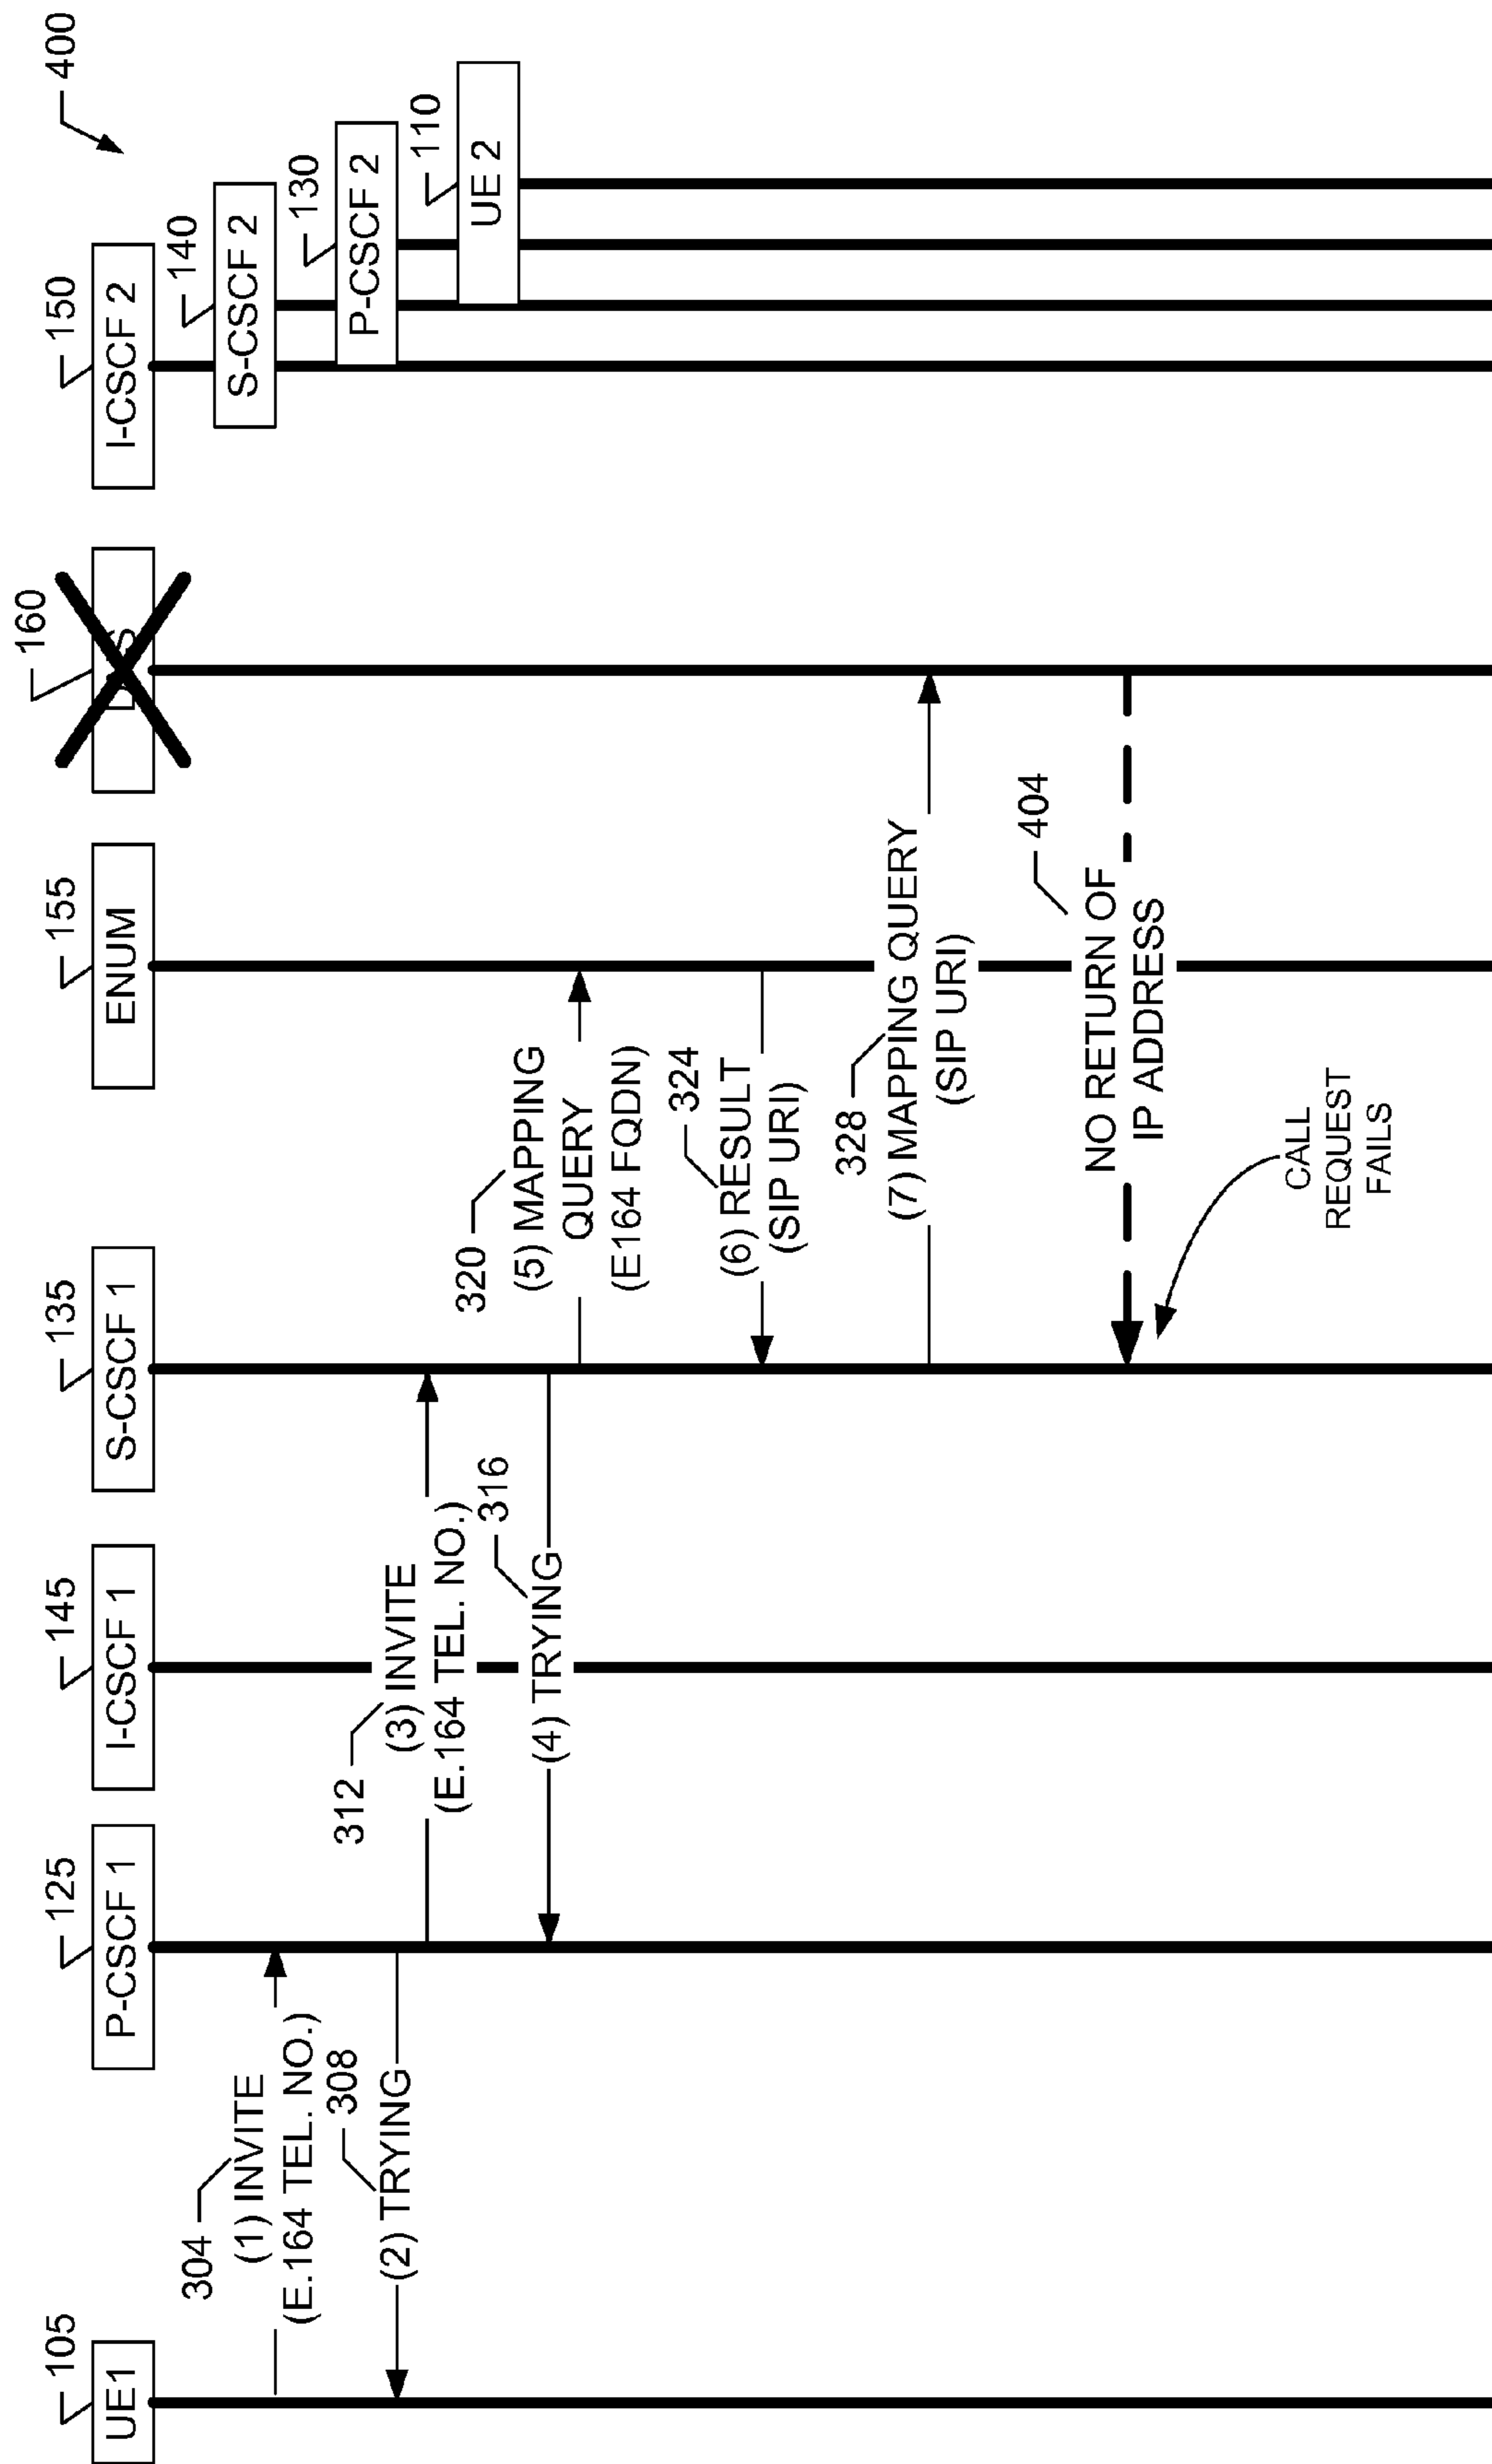 400
105
125
145
135
155
160
150
UE1
P-CSCF 1
I-CSCF 1
S-CSCF 1
ENUM
I-CSCF 2
140
S-CSCF 2
130
P-CSCF 2
110
UE 2
304
(1) INVITE
(E.164 TEL. NO.)
308
(2) TRYING
312
(3) INVITE
(E.164 TEL. NO.)
316
(4) TRYING
320
(5) MAPPING
QUERY
(E164 FQDN)
324
(6) RESULT
(SIP URI)
328
(7) MAPPING QUERY
(SIP URI)
404
NO RETURN OF
IP ADDRESS
CALL
REQUEST
FAILS